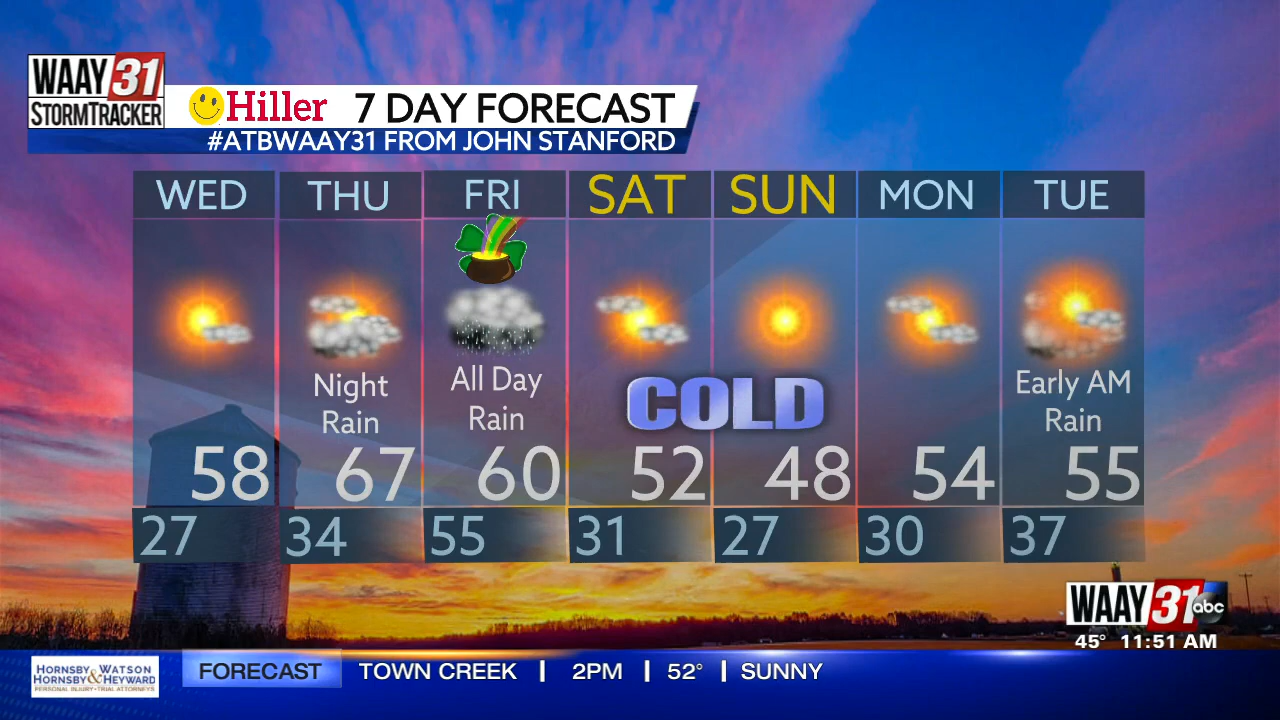 WAAY 31
STORMTRACKER
Hiller 7 DAY FORECAST
#ATBWAAY31 FROM JOHN STANFORD
WED THU FRI SAT SUN MON TUE
Night Rain
All Day Rain
COLD
Early AM Rain
58 67 60 52 48 54 55
27 34 55 31 27 30 37
WAAY 31 abc
45° 11:51 AM
HORNSBY & WATSON
HORNSBY & HEYWARD
PERSONAL INJURY • TRIAL ATTORNEYS
FORECAST TOWN CREEK | 2PM | 52° | SUNNY